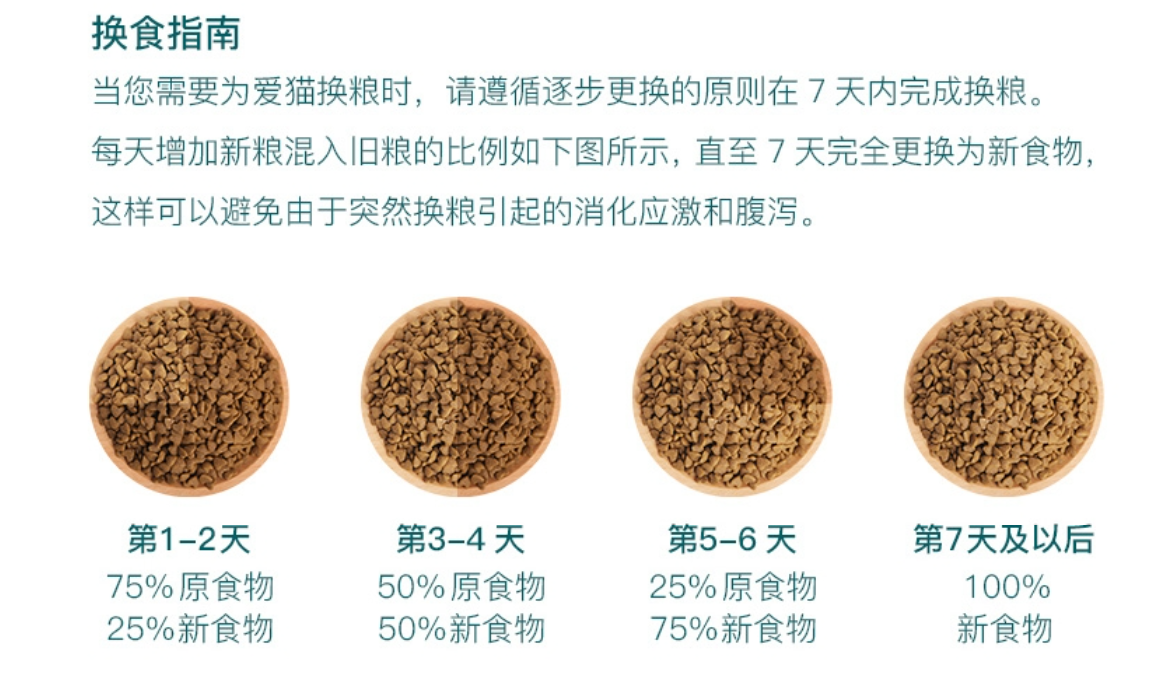 换食指南
当您需要为爱猫换粮时，请遵循逐步更换的原则在 7 天内完成换粮。
每天增加新粮混入旧粮的比例如下图所示，直至 7 天完全更换为新食物，
这样可以避免由于突然换粮引起的消化应激和腹泻。
第1–2天
75%原食物
25%新食物
第3–4 天
50%原食物
50%新食物
第5–6 天
25%原食物
75%新食物
第7天及以后
100%
新食物